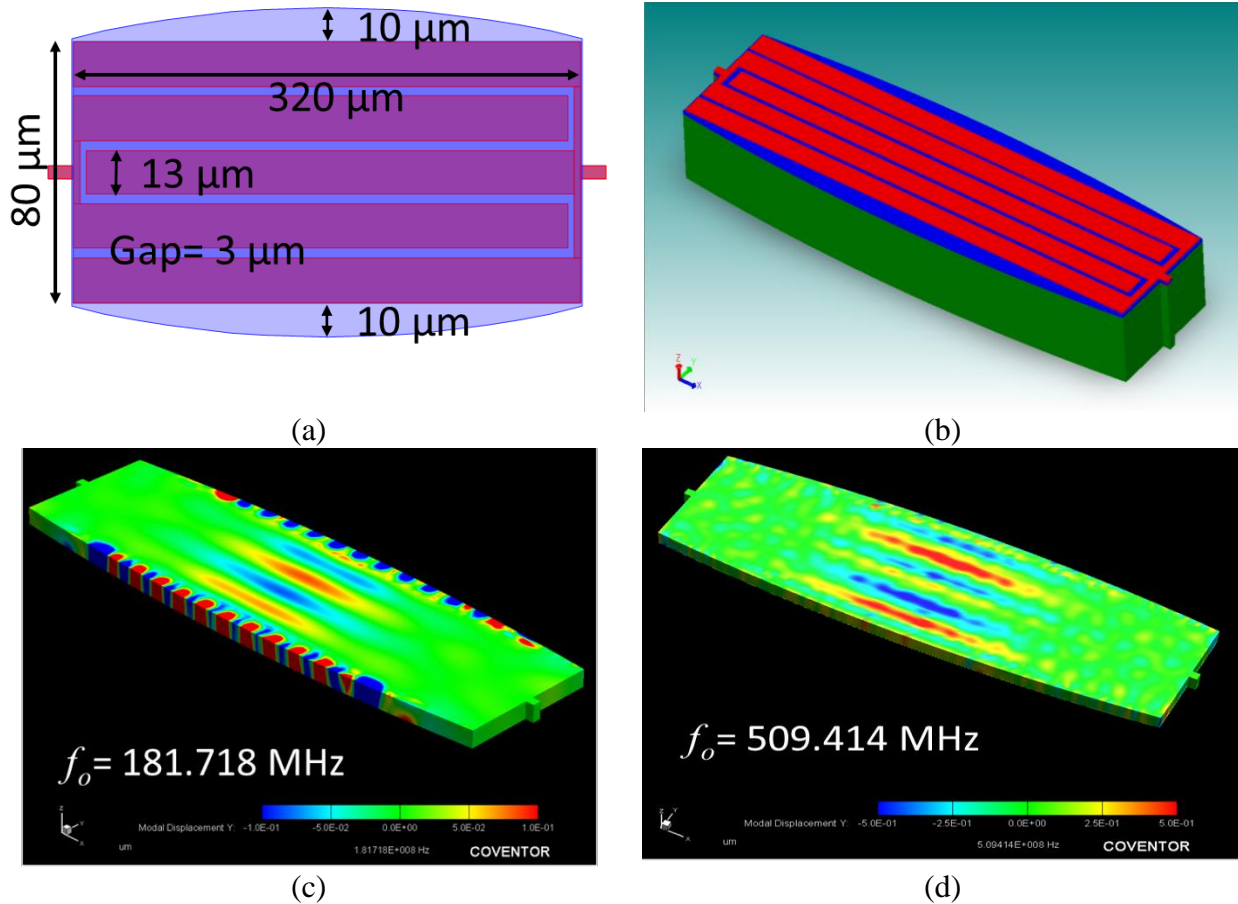 10 μm
320 μm
80 μm
13 μm
Gap= 3 μm
10 μm
(a)
Z
Y
X
(b)
fo= 181.718 MHz
Modal Displacement Y: -1.0E-01 -5.0E-02 0.0E+00 5.0E-02 1.0E-01
um
1.81718E+008 Hz
COVENTOR
Z
Y
X
(c)
fo= 509.414 MHz
Modal Displacement Y: -5.0E-01 -2.5E-01 0.0E+00 2.5E-01 5.0E-01
um
5.09414E+008 Hz
COVENTOR
Z
Y
X
(d)